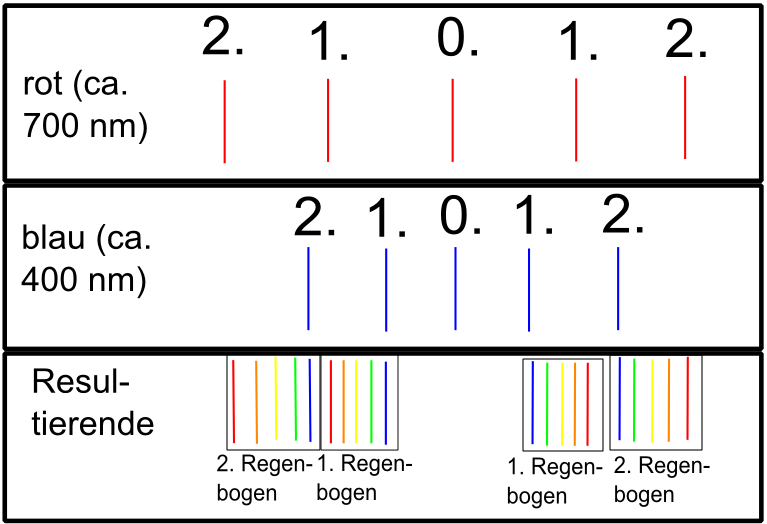 2. 1. 0. 1. 2.
rot (ca.
700 nm)
2. 1. 0. 1. 2.
blau (ca.
400 nm)
Resul-
tierende
2. Regen-
bogen
1. Regen-
bogen
1. Regen-
bogen
2. Regen-
bogen